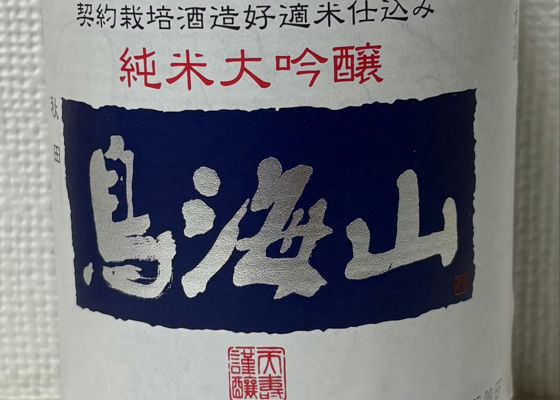 契約栽培酒造好適米仕込み
純米大吟醸
秋田
鳥海山
天寿
謹醸